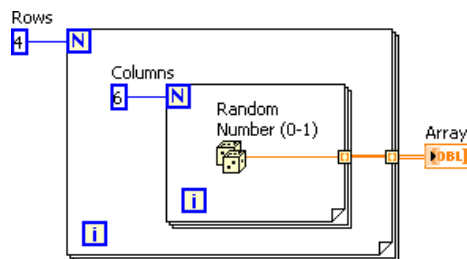 Rows
4 N
Columns
6 N
Random
Number (0-1)
Array
DBL
i
i